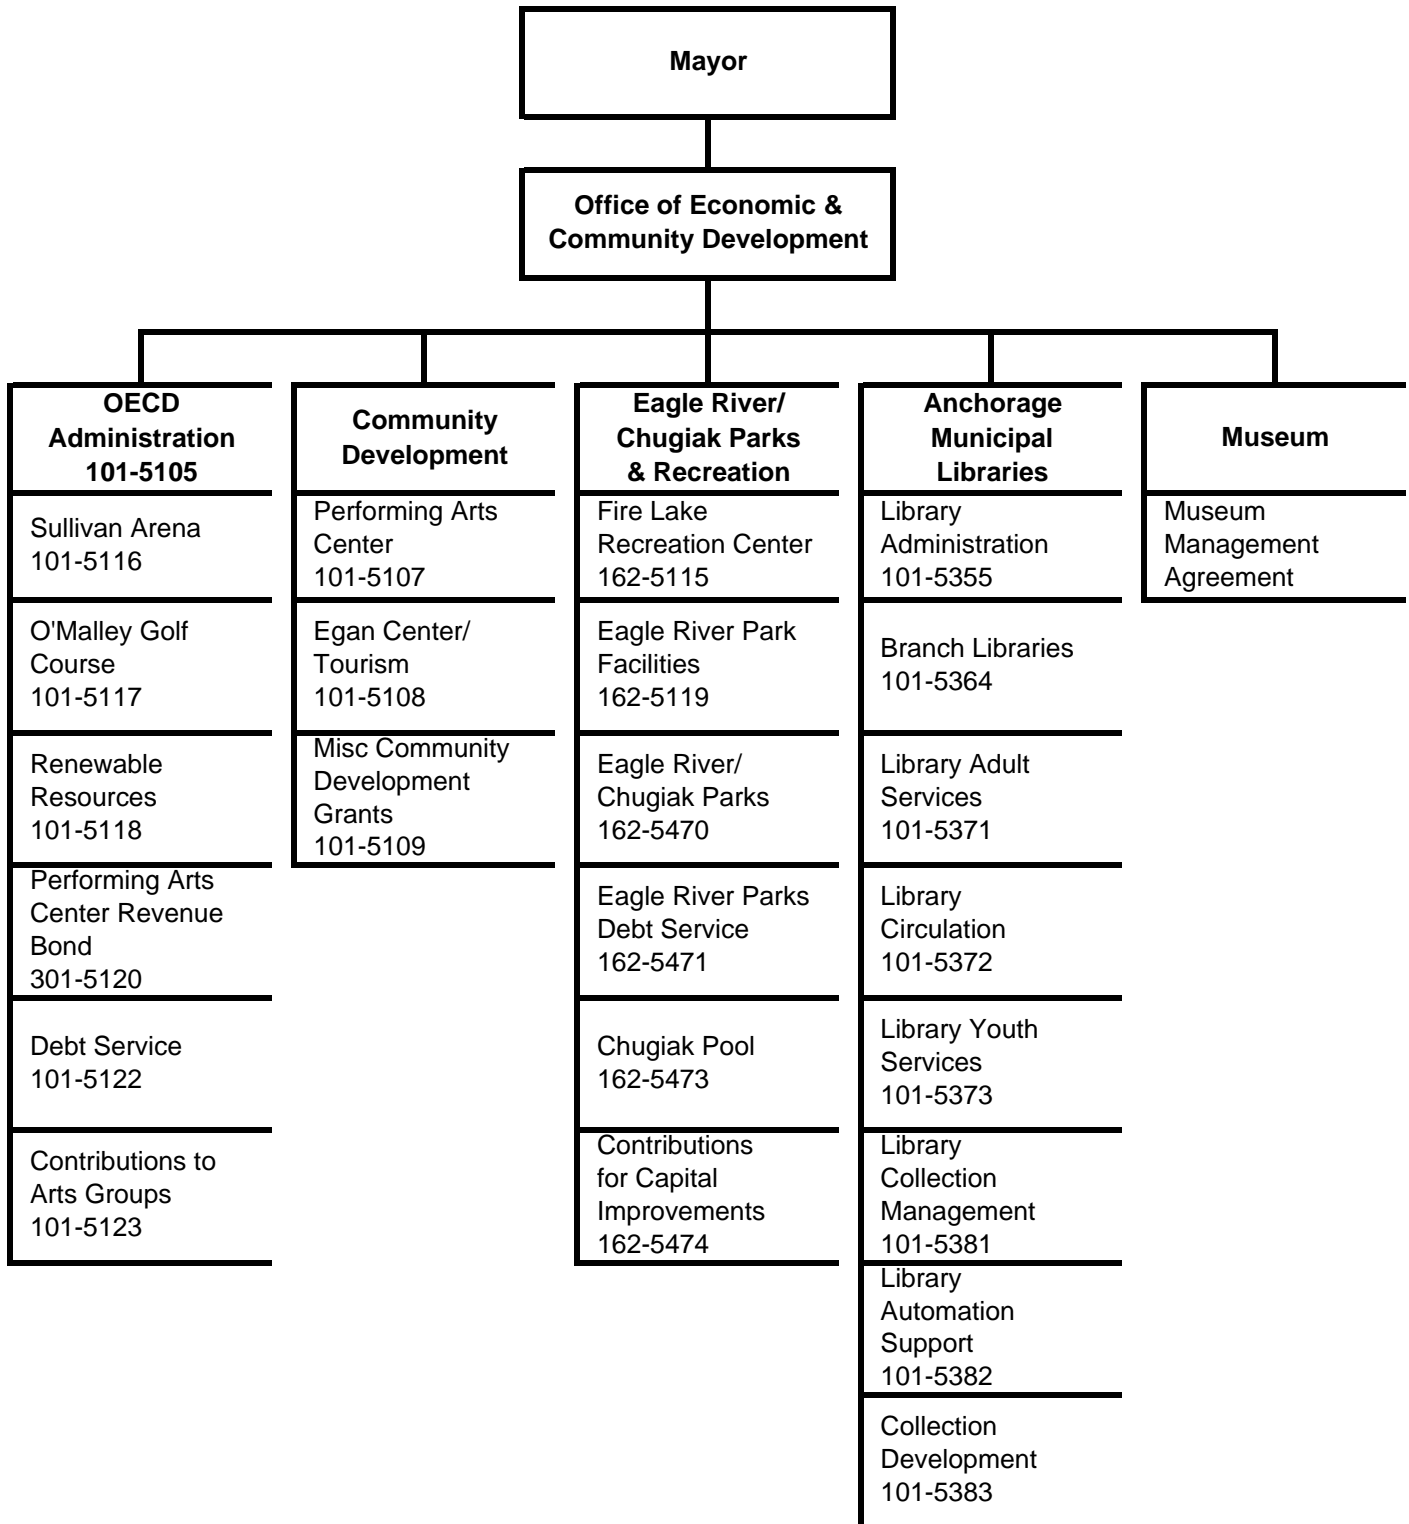 Mayor
Office of Economic &
Community Development
OECD
Administration
101-5105
Sullivan Arena
101-5116
O'Malley Golf
Course
101-5117
Renewable
Resources
101-5118
Performing Arts
Center Revenue
Bond
301-5120
Debt Service
101-5122
Contributions to
Arts Groups
101-5123
Community
Development
Performing Arts
Center
101-5107
Egan Center/
Tourism
101-5108
Misc Community
Development
Grants
101-5109
Eagle River/
Chugiak Parks
& Recreation
Fire Lake
Recreation Center
162-5115
Eagle River Park
Facilities
162-5119
Eagle River/
Chugiak Parks
162-5470
Eagle River Parks
Debt Service
162-5471
Chugiak Pool
162-5473
Contributions
for Capital
Improvements
162-5474
Anchorage
Municipal
Libraries
Library
Administration
101-5355
Branch Libraries
101-5364
Library Adult
Services
101-5371
Library
Circulation
101-5372
Library Youth
Services
101-5373
Library
Collection
Management
101-5381
Library
Automation
Support
101-5382
Collection
Development
101-5383
Museum
Museum
Management
Agreement